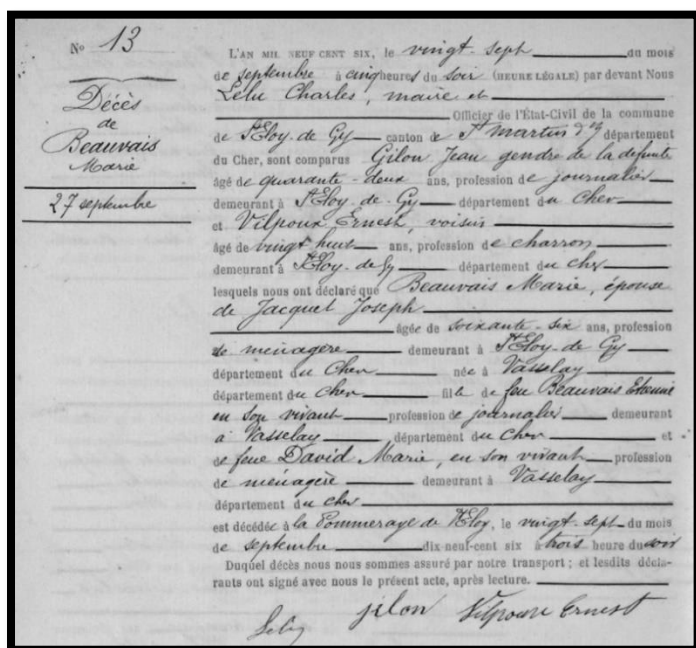 N° 13
Décès
de
Beauvais
Marie
27 septembre
L'AN MIL NEUF CENT SIX, le vingt-sept du mois
de septembre à cinq heures du soir (HEURE LÉGALE) par devant Nous
Lelu Charles, maire et
Officier de l'État-Civil de la commune
de St Eloy-de-Gy canton de St Martin d'A département
du Cher, sont comparus Gilon Jean gendre de la défunte
âgé de quarante-deux ans, profession de journalier
demeurant à St Eloy-de-Gy département du Cher
et Vilpoux Ernest, voisin
âgé de vingt huit ans, profession de charron
demeurant à St Eloy-de-Gy département du Cher
lesquels nous ont déclaré que Beauvais Marie, épouse
de Jacquet Joseph
âgée de soixante-six ans, profession
de ménagère demeurant à St Eloy-de-Gy
département du Cher née à Vasselay
département du Cher fille de feu Beauvais Etienne
en son vivant profession de journalier demeurant
à Vasselay, département du Cher et
de feue David Marie, en son vivant profession
de ménagère demeurant à Vasselay
département du Cher
est décédée à la Pommeraye de St Eloy, le vingt-sept du mois
de septembre dix neuf-cent six à trois heure du soir
Duquel décès nous nous sommes assuré par notre transport ; et lesdits décla-
rants ont signé avec nous le présent acte, après lecture.
jilon Vilpoux Ernest